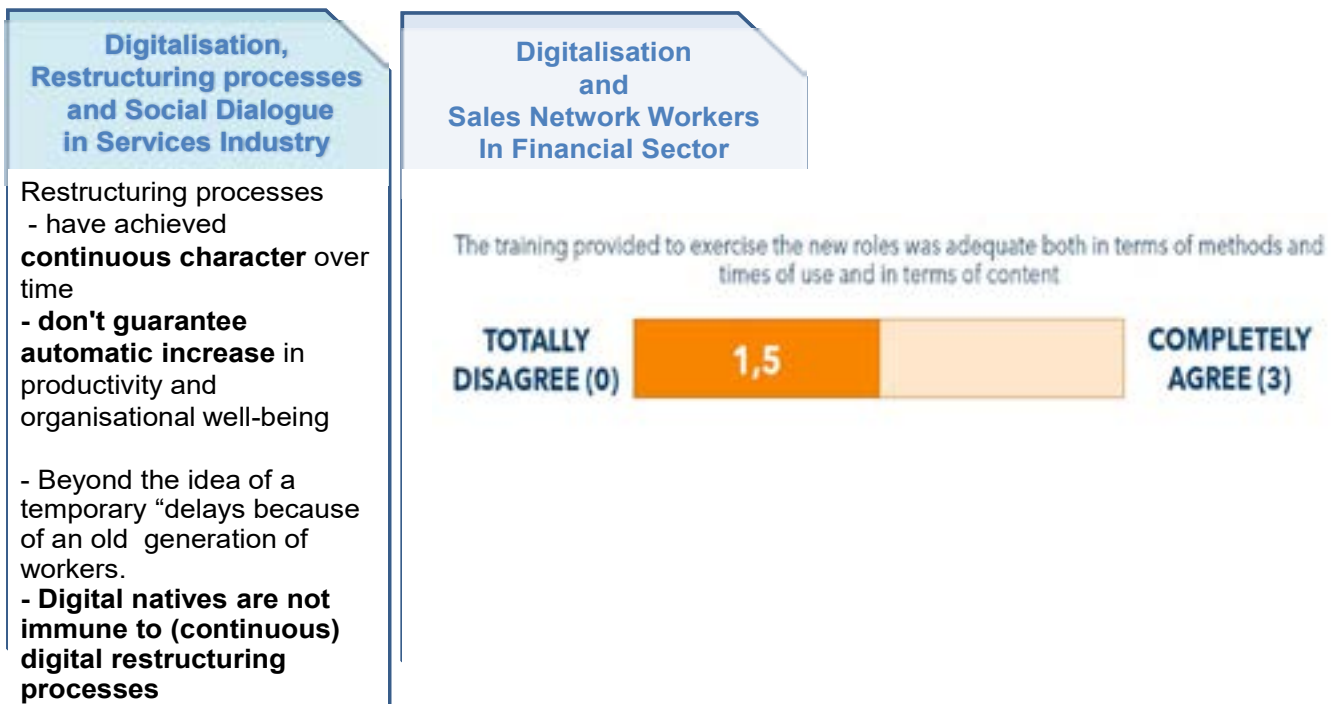 Digitalisation,
Restructuring processes
and Social Dialogue
in Services Industry
Restructuring processes
- have achieved
continuous character over
time
- don't guarantee
automatic increase in
productivity and
organisational well-being
- Beyond the idea of a
temporary “delays because
of an old generation of
workers.
- Digital natives are not
immune to (continuous)
digital restructuring
processes
Digitalisation
and
Sales Network Workers
In Financial Sector
The training provided to exercise the new roles was adequate both in terms of methods and
times of use and in terms of content
TOTALLY
DISAGREE (0)
1,5
COMPLETELY
AGREE (3)